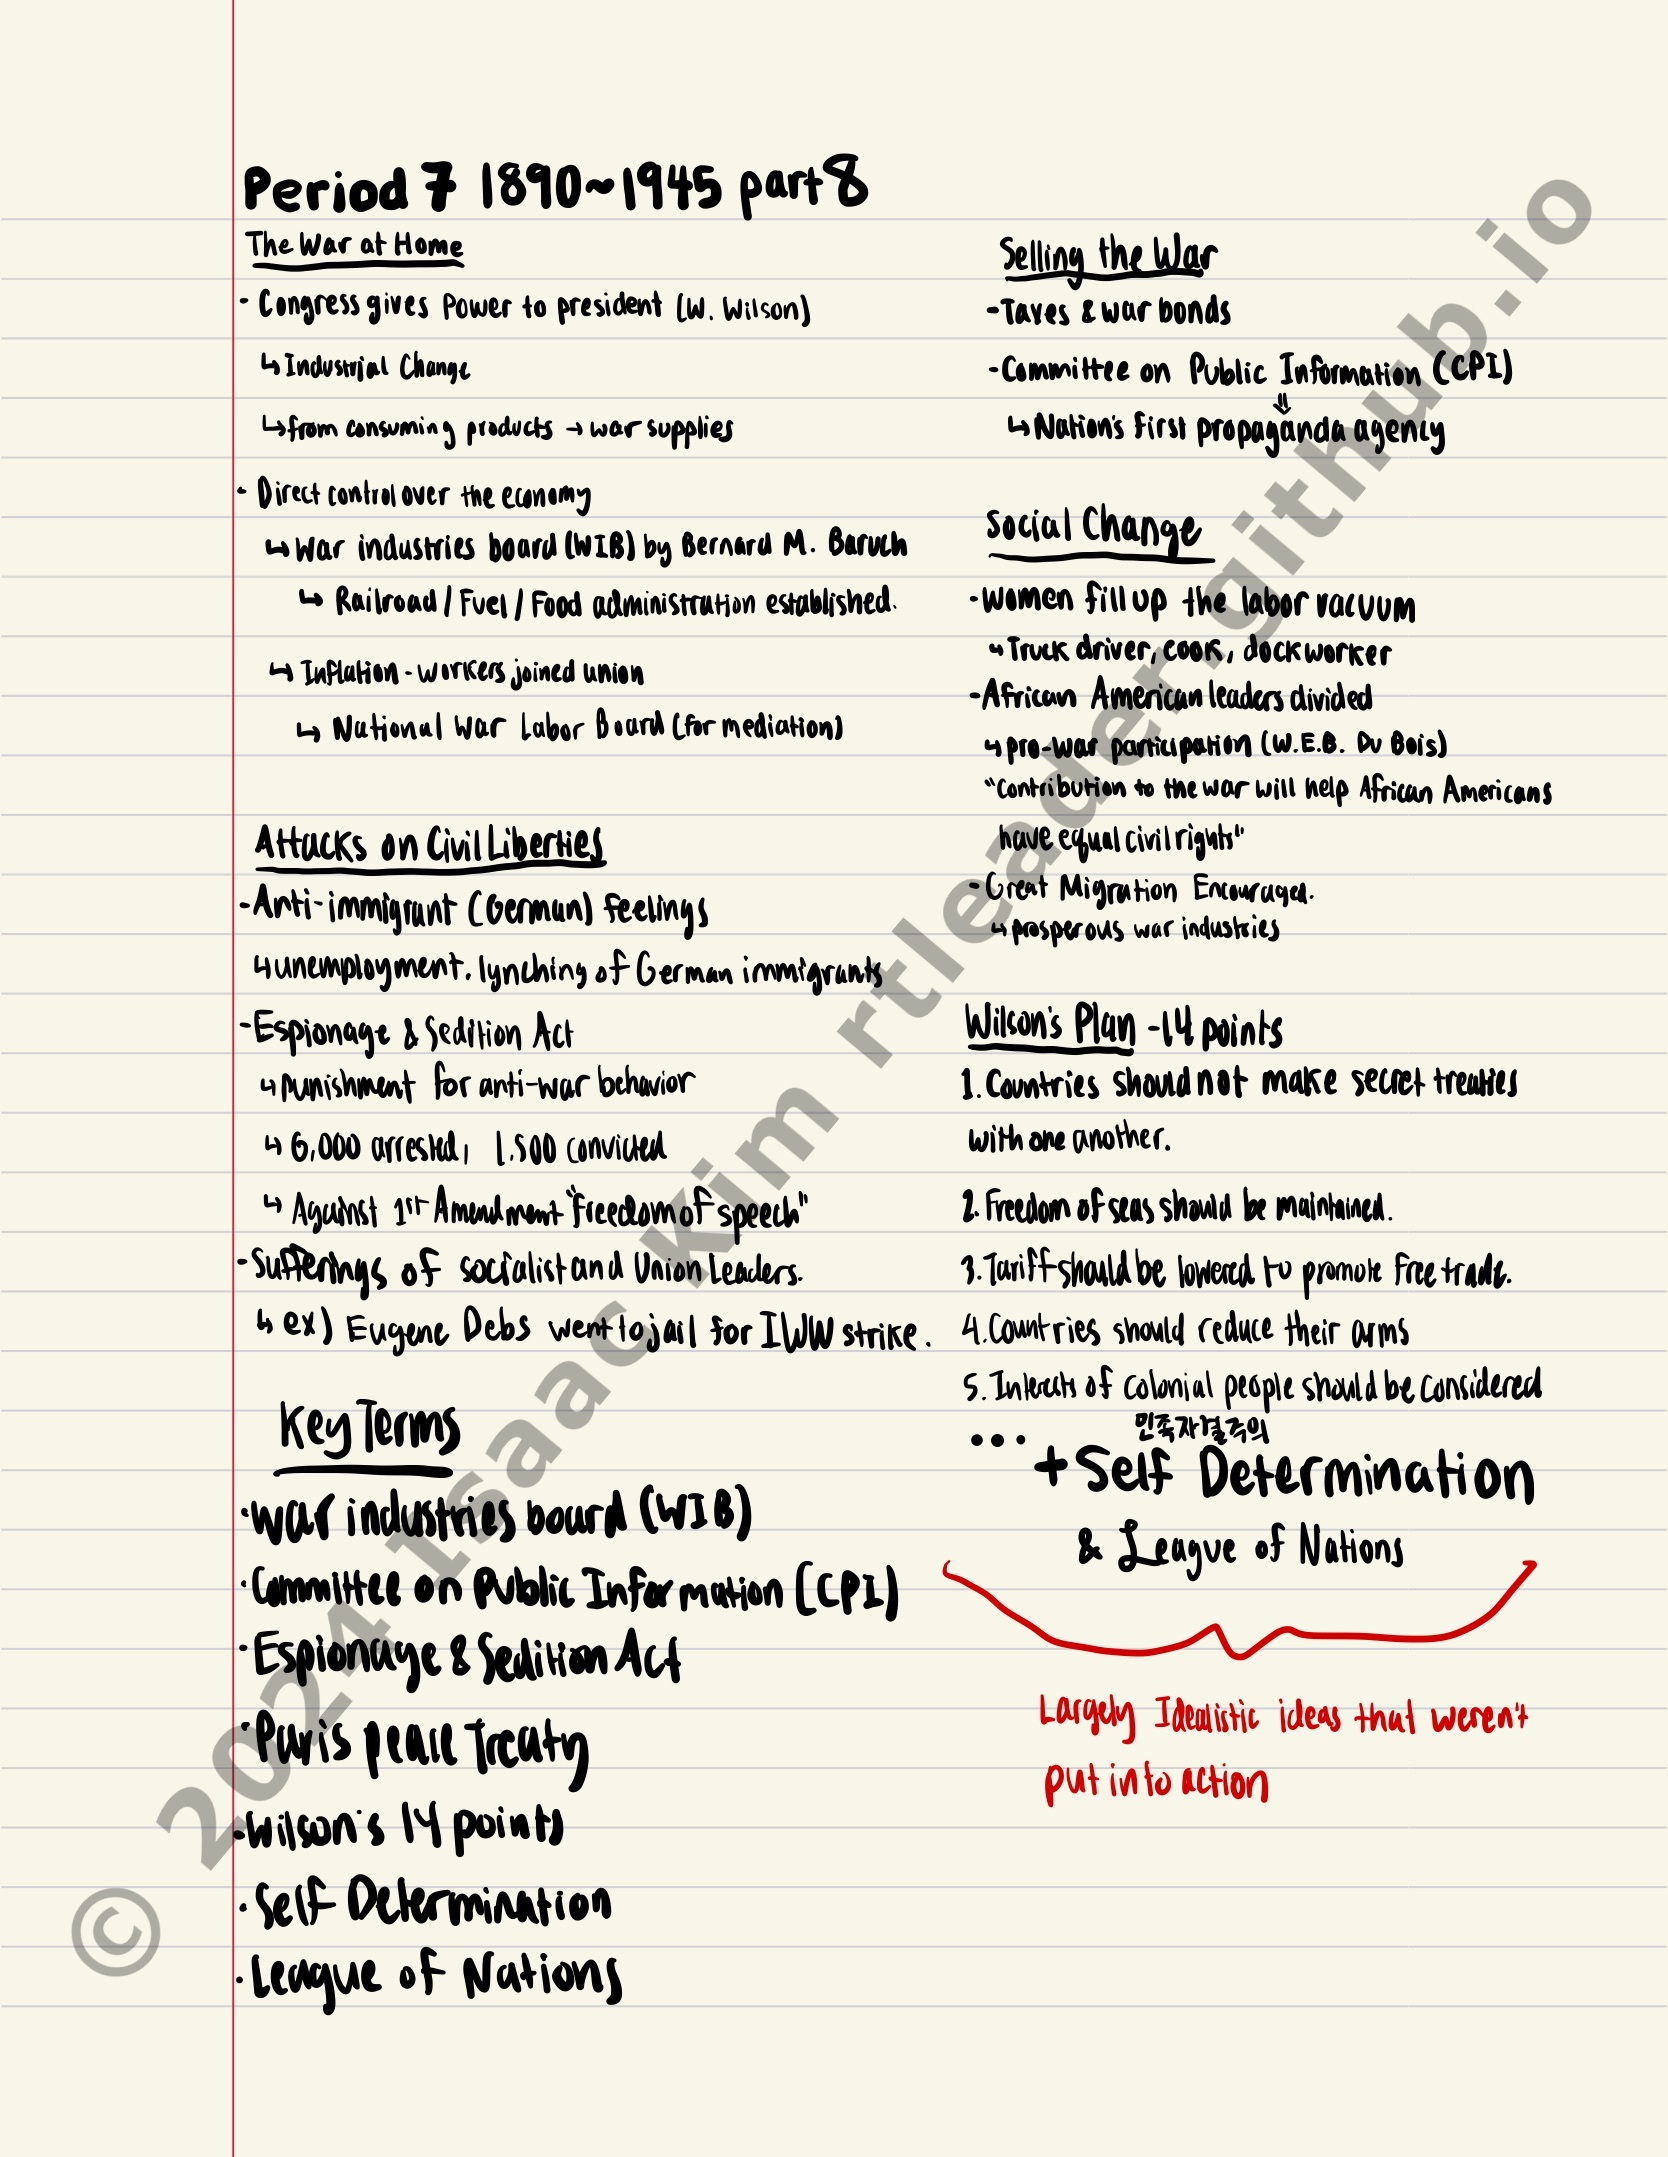 Period 7 1890~1945 part 8
The War at Home
- Congress gives Power to president (W. Wilson)
↳ Industrial Change
↳ from consuming products → war supplies
- Direct control over the economy
↳ War industries board (WIB) by Bernard M. Baruch
↳ Railroad / Fuel / Food administration established.
↳ Inflation - workers joined union
↳ National War Labor Board (for mediation)
Attacks on Civil Liberties
- Anti-immigrant (German) feelings
↳ unemployment. lynching of German immigrants
- Espionage & Sedition Act
↳ punishment for anti-war behavior
↳ 6,000 arrested, 1.500 convicted
↳ Against 1st Amendment "freedom of speech"
- Sufferings of socialist and Union Leaders.
↳ ex) Eugene Debs went to jail for IWW strike.
Key Terms
· war industries board (WIB)
· Committee on Public Information (CPI)
· Espionage & Sedition Act
· Paris peace Treaty
· Wilson's 14 points
· Self Determination
· League of Nations
Selling the War
- Taxes & war bonds
- Committee on Public Information (CPI)
⇓
↳ Nation's first propaganda agency
Social Change
- women fill up the labor vacuum
↳ Truck driver, cook, dockworker
- African American leaders divided
↳ pro-war participation (W.E.B. Du Bois)
"Contribution to the war will help African Americans
have equal civil rights"
- Great Migration Encouraged.
↳ prosperous war industries
Wilson's Plan - 14 points
1. Countries should not make secret treaties
with one another.
2. Freedom of seas should be maintained.
3. Tariff should be lowered to promote free trade.
4. Countries should reduce their arms
5. Interests of colonial people should be considered
...
민족자결주의
+ Self Determination
& League of Nations
Largely Idealistic ideas that weren't
put into action
© 2024 Isaac Kim rtleader.github.io